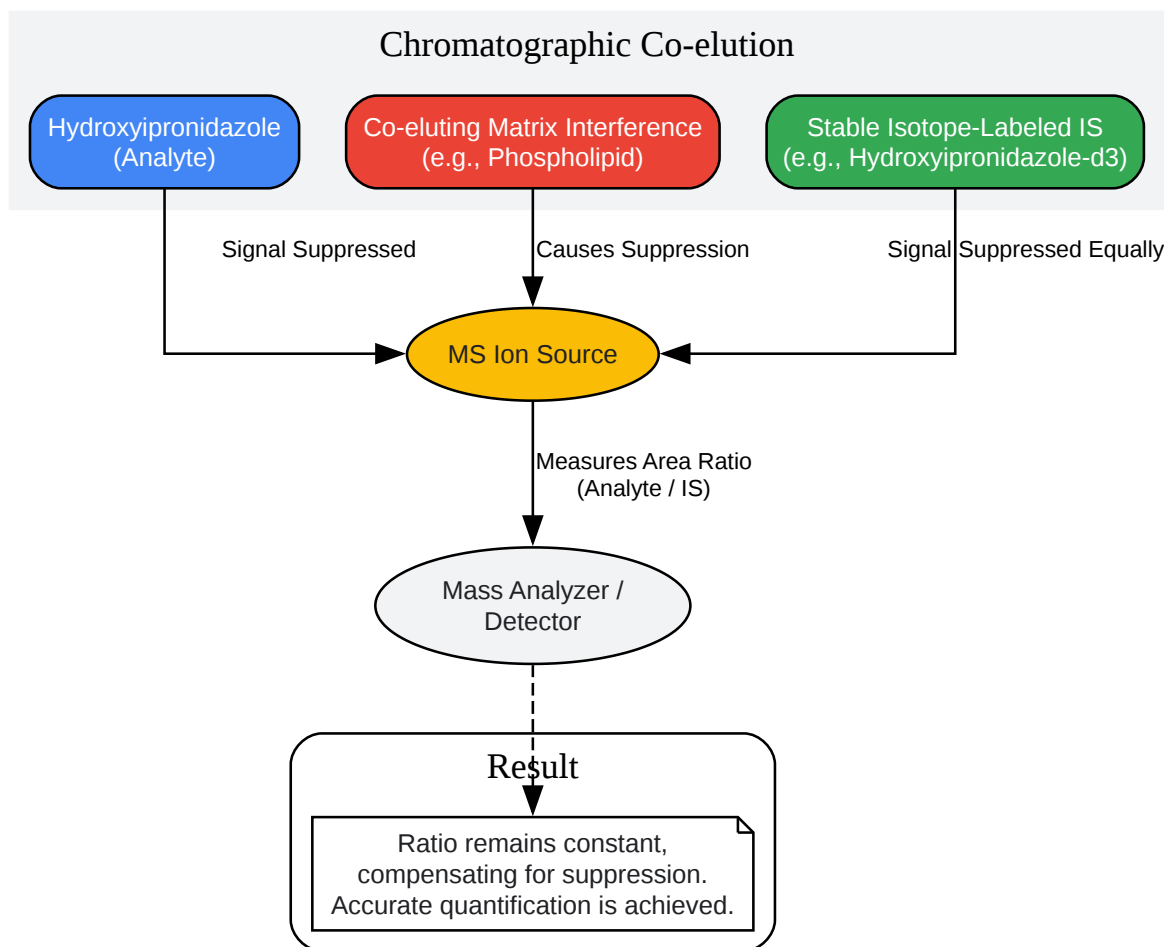 Chromatographic Co-elution
Hydroxyipronidazole
(Analyte)
Co-eluting Matrix Interference
(e.g., Phospholipid)
Stable Isotope-Labeled IS
(e.g., Hydroxyipronidazole-d3)
Signal Suppressed
Causes Suppression
Signal Suppressed Equally
MS Ion Source
Measures Area Ratio
(Analyte / IS)
Mass Analyzer /
Detector
Result
Ratio remains constant,
compensating for suppression.
Accurate quantification is achieved.